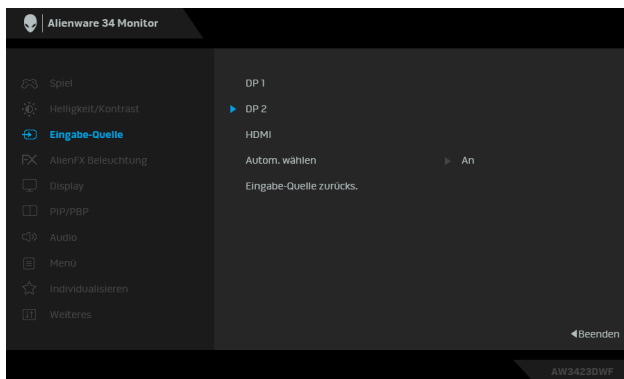 Alienware 34 Monitor
Spiel
Helligkeit/Kontrast
Eingabe-Quelle
AlienFX Beleuchtung
Display
PIP/PBP
Audio
Menü
Individualisieren
Weiteres
DP 1
DP 2
HDMI
Autom. wählen An
Eingabe-Quelle zurücks.
Beenden
AW3423DWF